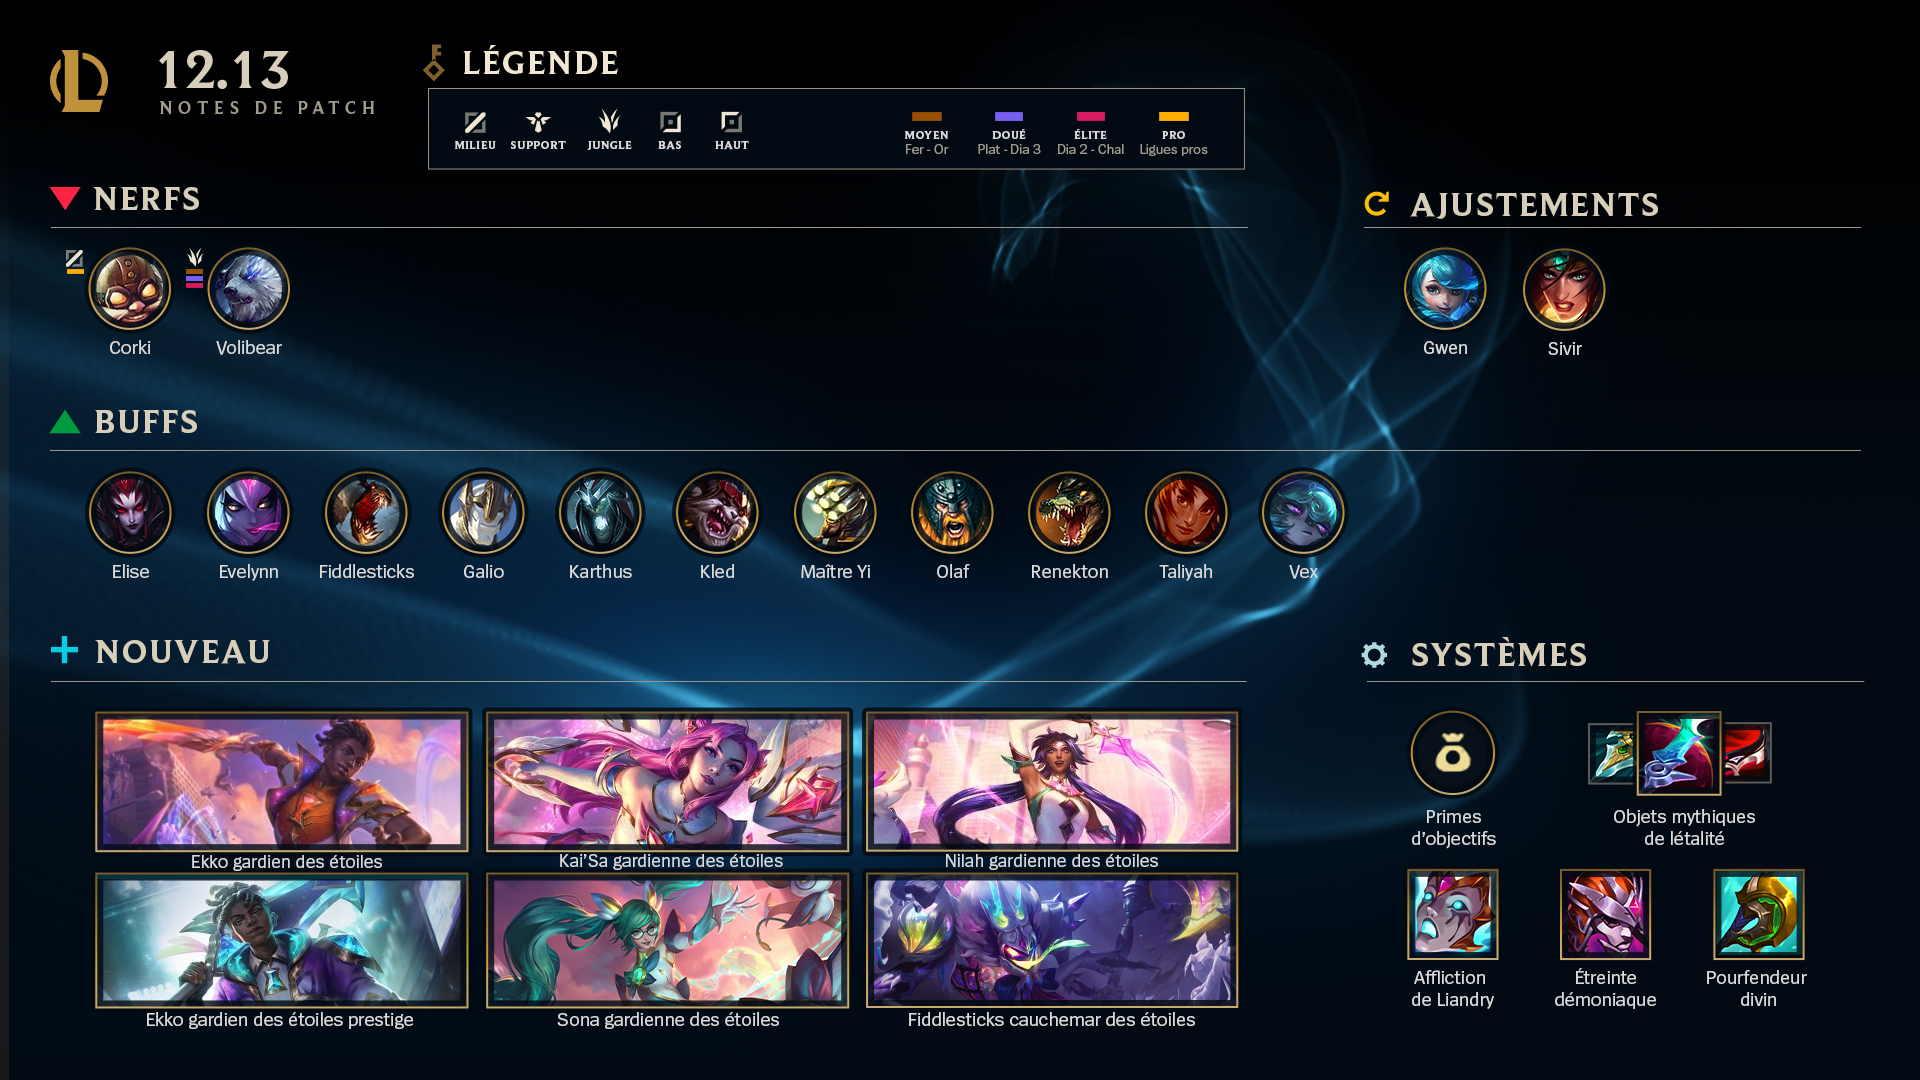 12.13
NOTES DE PATCH
LÉGENDE
MILIEU SUPPORT JUNGLE BAS HAUT
MOYEN DOUÉ ÉLITE PRO
Fer - Or Plat - Dia 3 Dia 2 - Chal Ligues pros
NERFS
Corki Volibear
AJUSTEMENTS
Gwen Sivir
BUFFS
Elise Evelynn Fiddlesticks Galio Karthus Kled Maître Yi Olaf Renekton Taliyah Vex
NOUVEAU
Ekko gardien des étoiles Kai'Sa gardienne des étoiles Nilah gardienne des étoiles
Ekko gardien des étoiles prestige Sona gardienne des étoiles Fiddlesticks cauchemar des étoiles
SYSTÈMES
Primes
d'objectifs
Objets mythiques
de létalité
Affliction
de Liandry
Étreinte
démoniaque
Pourfendeur
divin